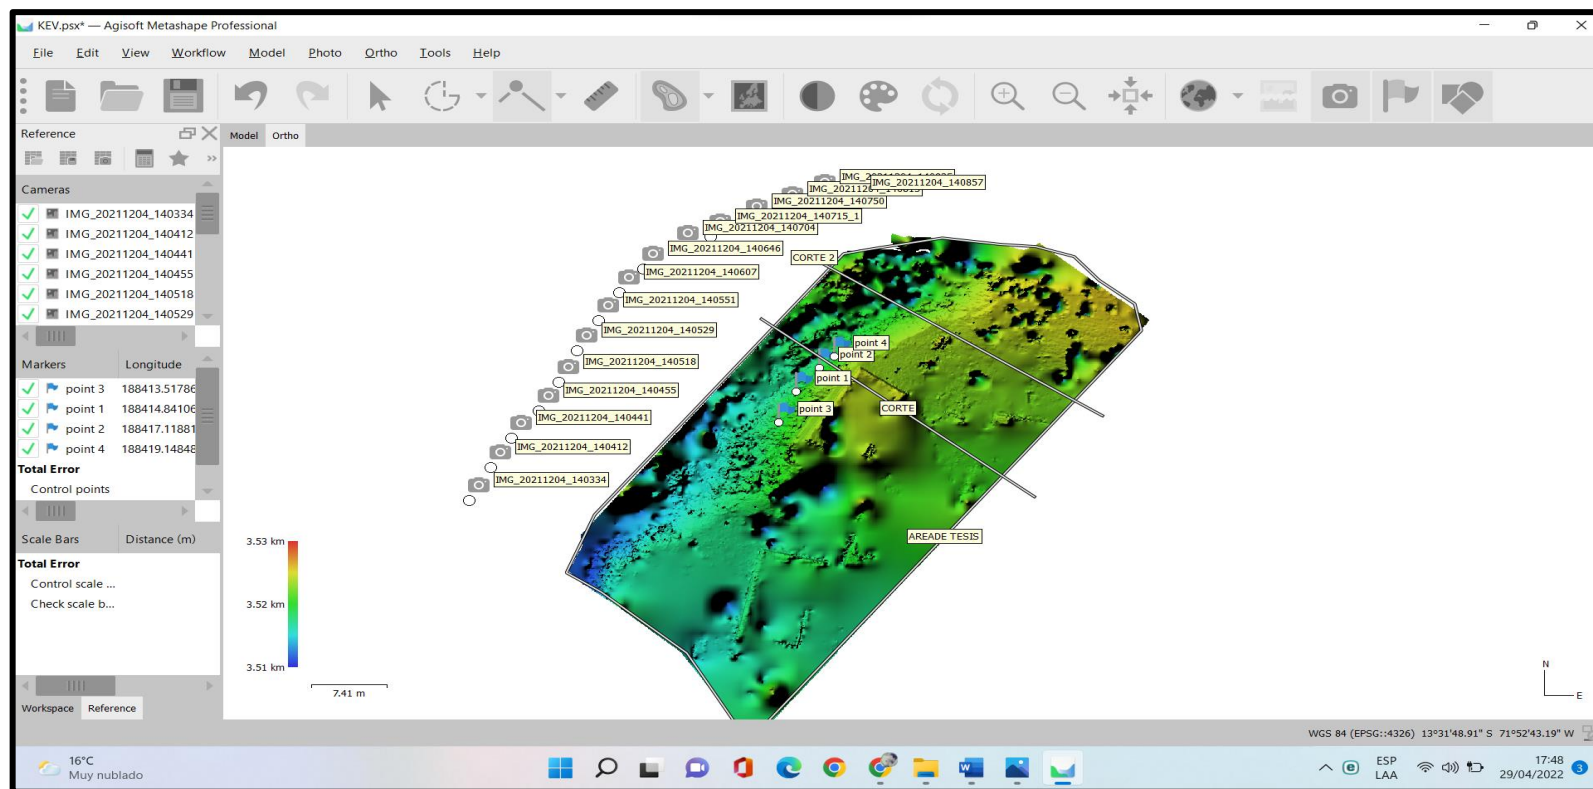 KEV.psx* — Agisoft Metashape Professional
File Edit View Workflow Model Photo Ortho Tools Help
Reference
Model Ortho
Cameras
IMG_20211204_140334
IMG_20211204_140412
IMG_20211204_140441
IMG_20211204_140455
IMG_20211204_140518
IMG_20211204_140529
Markers Longitude
point 3 188413.51786
point 1 188414.84106
point 2 188417.11881
point 4 188419.14848
Total Error
Control points
Scale Bars Distance (m)
Total Error
Control scale ...
Check scale b...
Workspace Reference
IMG_20211204_140857
IMG_20211204_140750
IMG_20211204_140715_1
IMG_20211204_140704
IMG_20211204_140646
IMG_20211204_140607
IMG_20211204_140551
IMG_20211204_140529
IMG_20211204_140518
IMG_20211204_140455
IMG_20211204_140441
IMG_20211204_140412
IMG_20211204_140334
CORTE 2
point 4
point 2
point 1
point 3
CORTE
AREADE TESIS
3.53 km
3.52 km
3.51 km
7.41 m
N
E
WGS 84 (EPSG::4326) 13°31'48.91" S 71°52'43.19" W
16°C
Muy nublado
ESP
LAA
17:48
29/04/2022
3